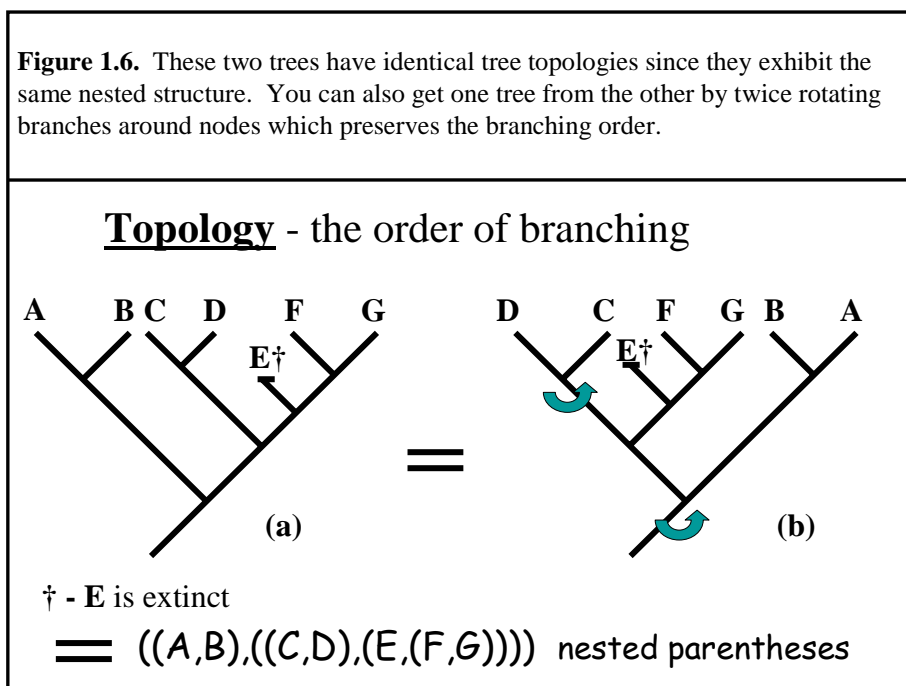 Figure 1.6. These two trees have identical tree topologies since they exhibit the
same nested structure. You can also get one tree from the other by twice rotating
branches around nodes which preserves the branching order.
Topology - the order of branching
A B C D F G D C F G B A
E† E†
=
(a) (b)
† - E is extinct
= ((A,B),((C,D),(E,(F,G)))) nested parentheses